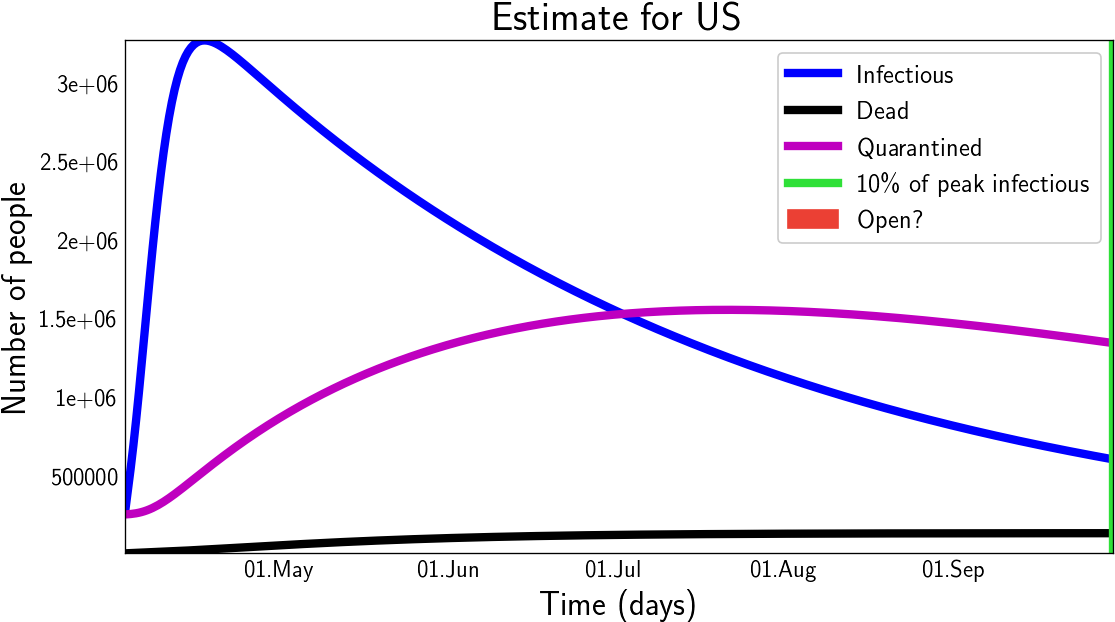 Estimate for US
Number of people
3e+06
2.5e+06
2e+06
1.5e+06
1e+06
500000
Infectious
Dead
Quarantined
10% of peak infectious
Open?
01.May
01.Jun
01.Jul
01.Aug
01.Sep
Time (days)